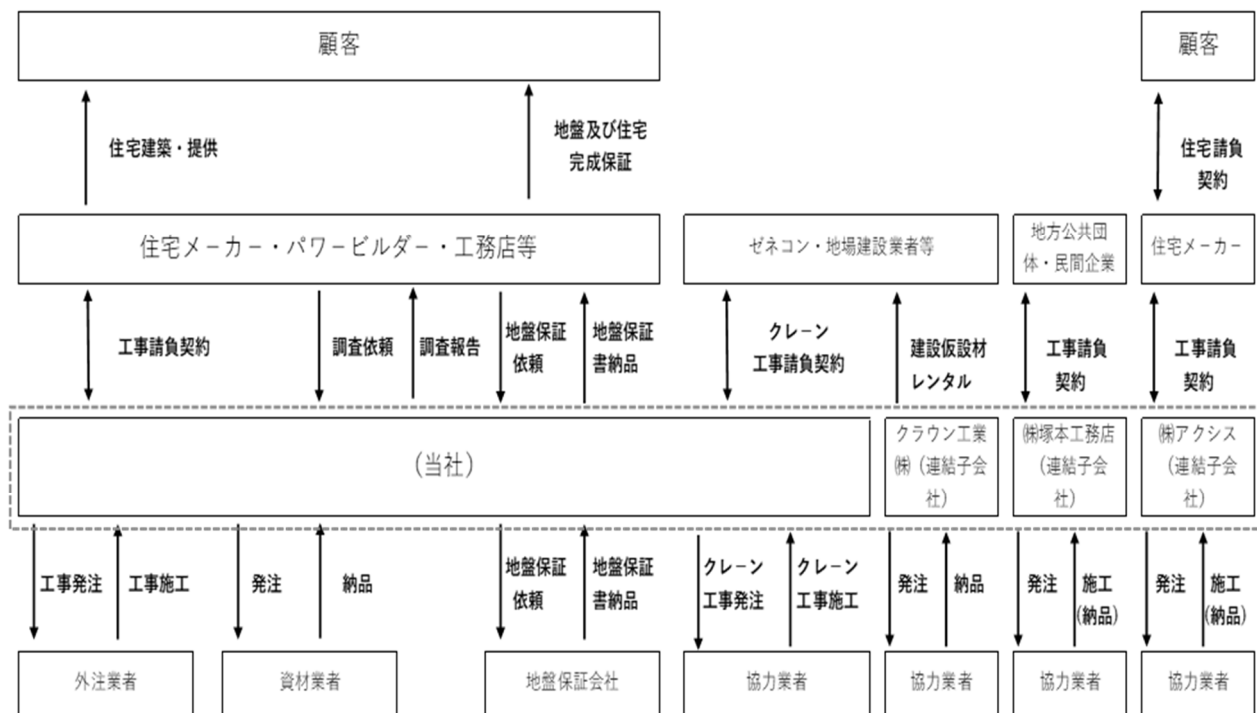 顧客
顧客
住宅建築・提供
地盤及び住宅
完成保証
住宅請負
契約
住宅メーカー・パワービルダー・工務店等
ゼネコン・地場建設業者等
地方公共団
体・民間企業
住宅メーカー
工事請負契約
調査依頼
調査報告
地盤保証
依頼
地盤保証
書納品
クレーン
工事請負契約
建設仮設材
レンタル
工事請負
契約
工事請負
契約
(当社)
クラウン工業
㈱（連結子会
社）
㈱塚本工務店
（連結子会
社）
㈱アクシス
（連結子会
社）
工事発注
工事施工
発注
納品
地盤保証
依頼
地盤保証
書納品
クレーン
工事発注
クレーン
工事施工
発注
納品
発注
施工
(納品)
発注
施工
(納品)
外注業者
資材業者
地盤保証会社
協力業者
協力業者
協力業者
協力業者